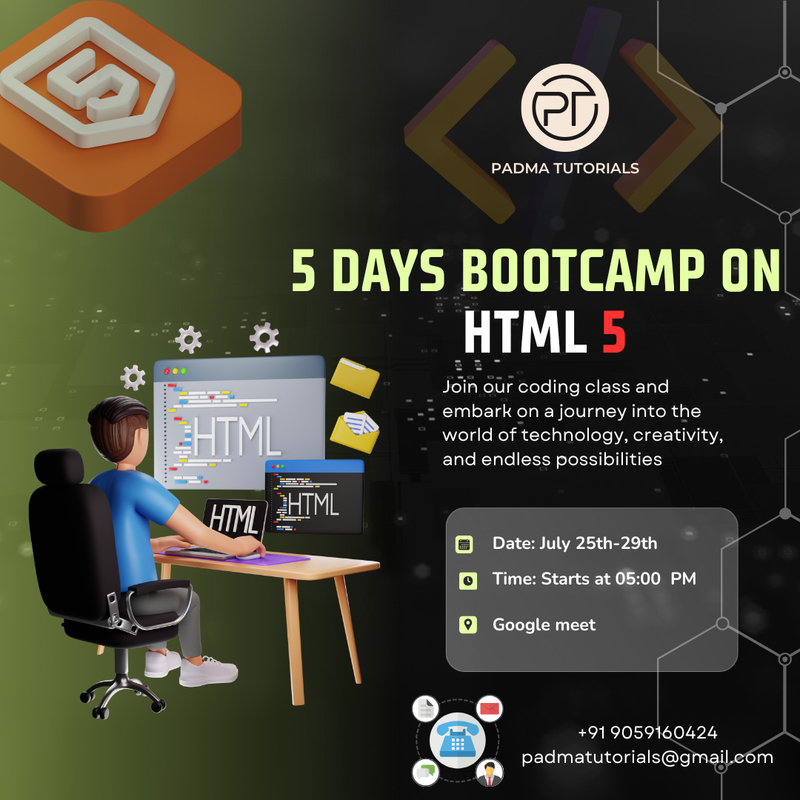 5
PT
PADMA TUTORIALS
5 DAYS BOOTCAMP ON
HTML 5
Join our coding class and
embark on a journey into the
world of technology, creativity,
and endless possibilities
HTML
HTML
HTML
Date: July 25th-29th
Time: Starts at 05:00 PM
Google meet
+91 9059160424
padmatutorials@gmail.com